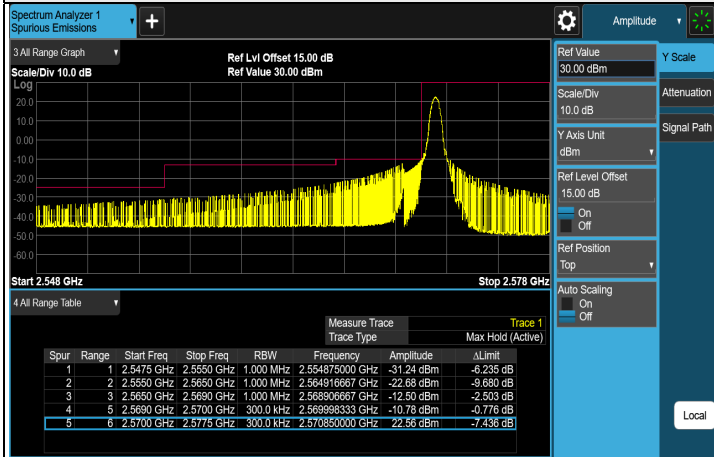 Spectrum Analyzer 1
Spurious Emissions
Amplitude
3 All Range Graph
Ref Lvl Offset 15.00 dB
Scale/Div 10.0 dB
Ref Value 30.00 dBm
Log
20.0
10.0
0.00
-10.0
-20.0
-30.0
-40.0
-50.0
-60.0
Start 2.548 GHz
Stop 2.578 GHz
4 All Range Table
Measure Trace Trace 1
Trace Type Max Hold (Active)
Spur Range Start Freq Stop Freq RBW Frequency Amplitude ΔLimit
1 1 2.5475 GHz 2.5550 GHz 1.000 MHz 2.554875000 GHz -31.24 dBm -6.235 dB
2 2 2.5550 GHz 2.5650 GHz 1.000 MHz 2.564916667 GHz -22.68 dBm -9.680 dB
3 3 2.5650 GHz 2.5690 GHz 1.000 MHz 2.568906667 GHz -12.50 dBm -2.503 dB
4 5 2.5690 GHz 2.5700 GHz 300.0 kHz 2.569998333 GHz -10.78 dBm -0.776 dB
5 6 2.5700 GHz 2.5775 GHz 300.0 kHz 2.570850000 GHz 22.56 dBm -7.436 dB
Ref Value
30.00 dBm
Scale/Div
10.0 dB
Y Axis Unit
dBm
Ref Level Offset
15.00 dB
On
Off
Ref Position
Top
Auto Scaling
On
Off
Y Scale
Attenuation
Signal Path
Local